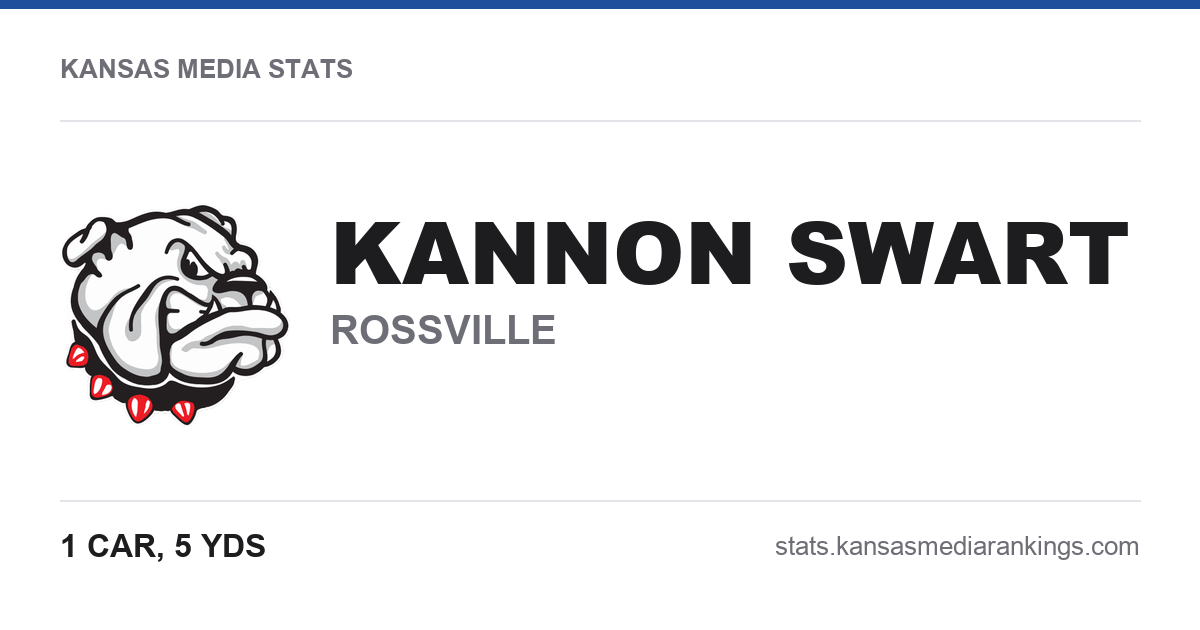 KANSAS MEDIA STATS
KANNON SWART
ROSSVILLE
1 CAR, 5 YDS
stats.kansasmediarankings.com